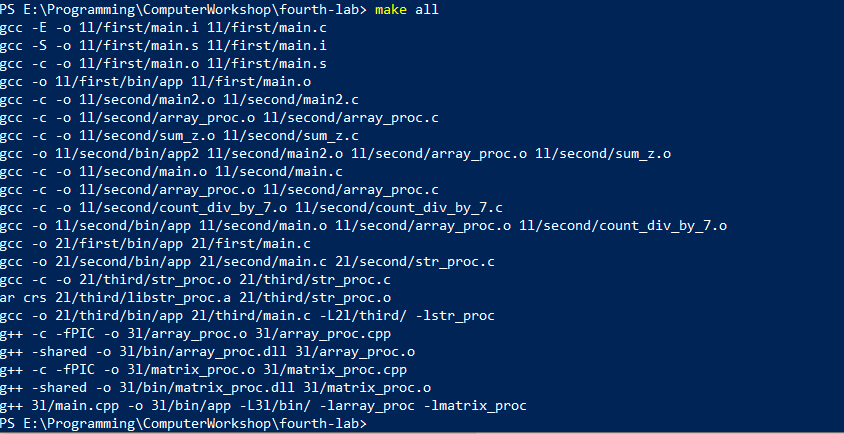 PS E:\Programming\ComputerWorkshop\fourth-lab> make all
gcc -E -o 1l/first/main.i 1l/first/main.c
gcc -S -o 1l/first/main.s 1l/first/main.i
gcc -c -o 1l/first/main.o 1l/first/main.s
gcc -o 1l/first/bin/app 1l/first/main.o
gcc -c -o 1l/second/main2.o 1l/second/main2.c
gcc -c -o 1l/second/array_proc.o 1l/second/array_proc.c
gcc -c -o 1l/second/sum_z.o 1l/second/sum_z.c
gcc -o 1l/second/bin/app2 1l/second/main2.o 1l/second/array_proc.o 1l/second/sum_z.o
gcc -c -o 1l/second/main.o 1l/second/main.c
gcc -c -o 1l/second/array_proc.o 1l/second/array_proc.c
gcc -c -o 1l/second/count_div_by_7.o 1l/second/count_div_by_7.c
gcc -o 1l/second/bin/app 1l/second/main.o 1l/second/array_proc.o 1l/second/count_div_by_7.o
gcc -o 2l/first/bin/app 2l/first/main.c
gcc -o 2l/second/bin/app 2l/second/main.c 2l/second/str_proc.c
gcc -c -o 2l/third/str_proc.o 2l/third/str_proc.c
ar crs 2l/third/libstr_proc.a 2l/third/str_proc.o
gcc -o 2l/third/bin/app 2l/third/main.c -L2l/third/ -lstr_proc
g++ -c -fPIC -o 3l/array_proc.o 3l/array_proc.cpp
g++ -shared -o 3l/bin/array_proc.dll 3l/array_proc.o
g++ -c -fPIC -o 3l/matrix_proc.o 3l/matrix_proc.cpp
g++ -shared -o 3l/bin/matrix_proc.dll 3l/matrix_proc.o
g++ 3l/main.cpp -o 3l/bin/app -L3l/bin/ -larray_proc -lmatrix_proc
PS E:\Programming\ComputerWorkshop\fourth-lab>